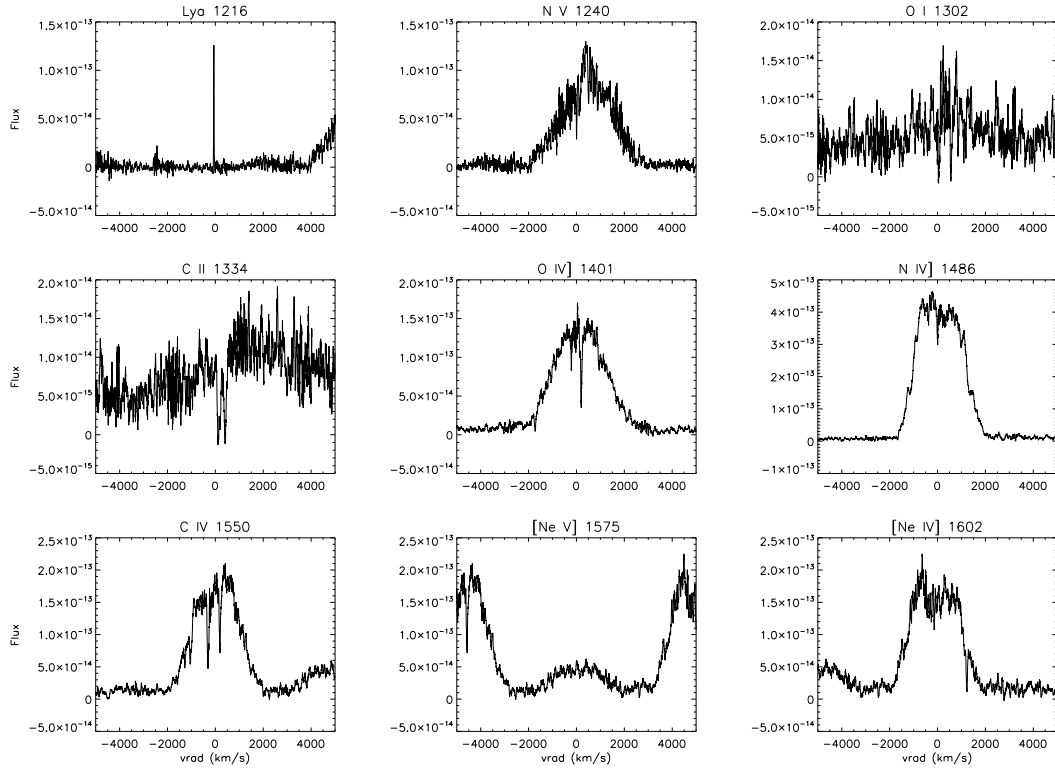 Lya 1216
N V 1240
O I 1302
1.5×10⁻¹³
1.0×10⁻¹³
5.0×10⁻¹⁴
0
−5.0×10⁻¹⁴
Flux
−4000 −2000 0 2000 4000
−4000 −2000 0 2000 4000
1.5×10⁻¹³
1.0×10⁻¹³
5.0×10⁻¹⁴
0
−5.0×10⁻¹⁴
2.0×10⁻¹⁴
1.5×10⁻¹⁴
1.0×10⁻¹⁴
5.0×10⁻¹⁵
0
−5.0×10⁻¹⁵
−4000 −2000 0 2000 4000
C II 1334
O IV] 1401
N IV] 1486
2.0×10⁻¹⁴
1.5×10⁻¹⁴
1.0×10⁻¹⁴
5.0×10⁻¹⁵
0
−5.0×10⁻¹⁵
Flux
−4000 −2000 0 2000 4000
2.0×10⁻¹³
1.5×10⁻¹³
1.0×10⁻¹³
5.0×10⁻¹⁴
0
−5.0×10⁻¹⁴
−4000 −2000 0 2000 4000
5×10⁻¹³
4×10⁻¹³
3×10⁻¹³
2×10⁻¹³
1×10⁻¹³
0
−1×10⁻¹³
−4000 −2000 0 2000 4000
C IV 1550
[Ne V] 1575
[Ne IV] 1602
2.5×10⁻¹³
2.0×10⁻¹³
1.5×10⁻¹³
1.0×10⁻¹³
5.0×10⁻¹⁴
0
−5.0×10⁻¹⁴
Flux
−4000 −2000 0 2000 4000
vrad (km/s)
2.5×10⁻¹³
2.0×10⁻¹³
1.5×10⁻¹³
1.0×10⁻¹³
5.0×10⁻¹⁴
0
−5.0×10⁻¹⁴
−4000 −2000 0 2000 4000
vrad (km/s)
2.5×10⁻¹³
2.0×10⁻¹³
1.5×10⁻¹³
1.0×10⁻¹³
5.0×10⁻¹⁴
0
−5.0×10⁻¹⁴
−4000 −2000 0 2000 4000
vrad (km/s)